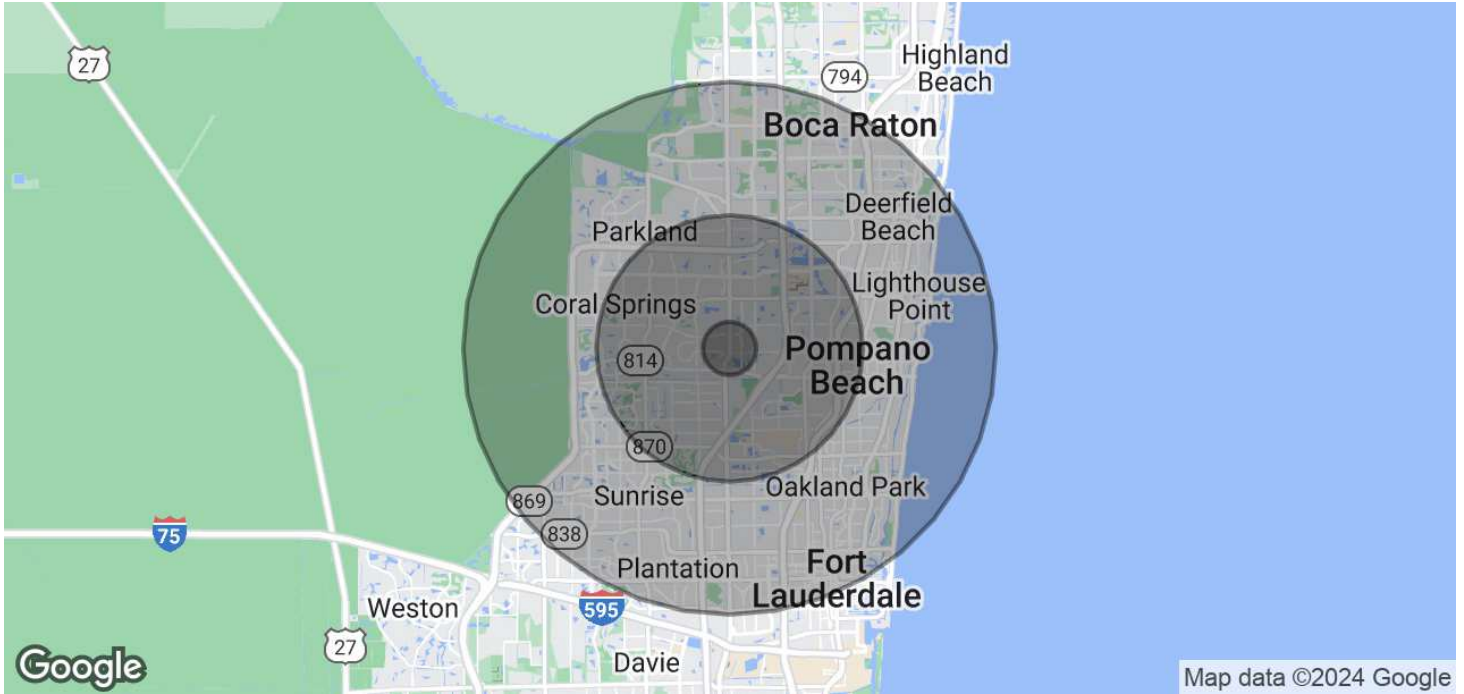 27
794
Highland
Beach
Boca Raton
Deerfield
Beach
Parkland
Lighthouse
Point
Coral Springs
814
Pompano
Beach
870
Sunrise
Oakland Park
869
838
75
Plantation
Fort
Lauderdale
Weston
595
27
Davie
Google
Map data ©2024 Google